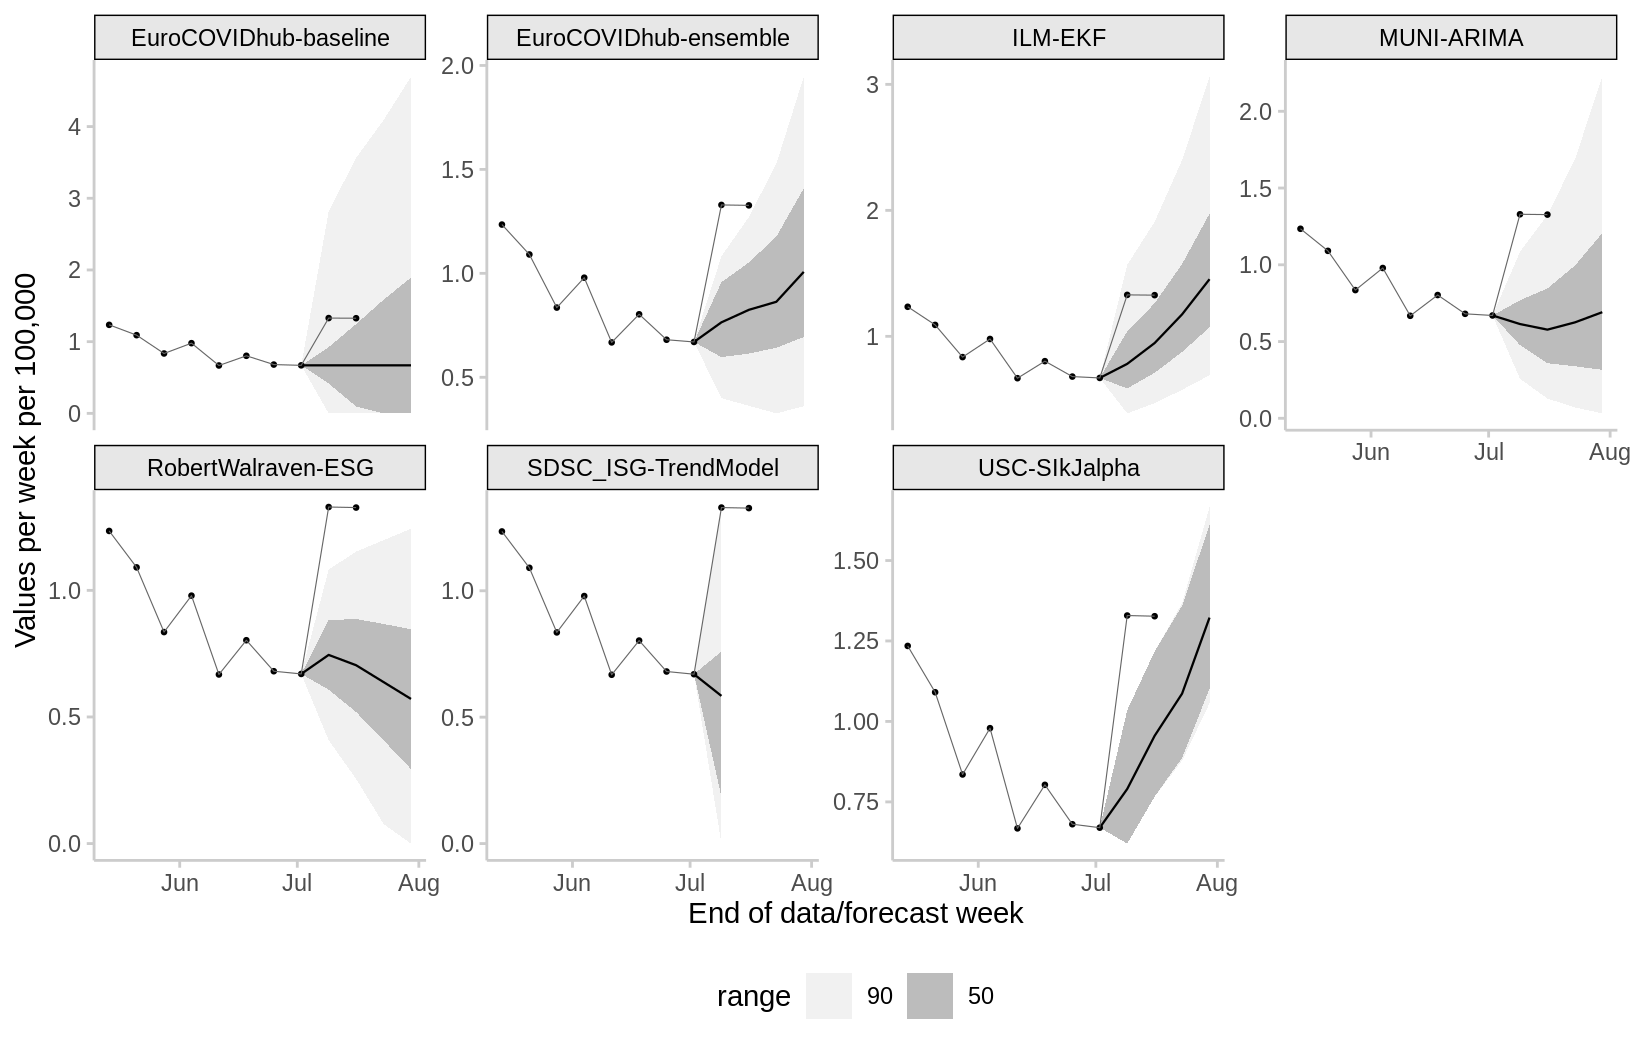 EuroCOVIDhub-baseline
EuroCOVIDhub-ensemble
ILM-EKF
MUNI-ARIMA
4
3
2
1
0
2.0
1.5
1.0
0.5
3
2
1
2.0
1.5
1.0
0.5
0.0
Jun Jul Aug
Values per week per 100,000
RobertWalraven-ESG
SDSC_ISG-TrendModel
USC-SIkJalpha
1.0
0.5
0.0
1.0
0.5
0.0
1.50
1.25
1.00
0.75
Jun Jul Aug
Jun Jul Aug
Jun Jul Aug
End of data/forecast week
range 90 50